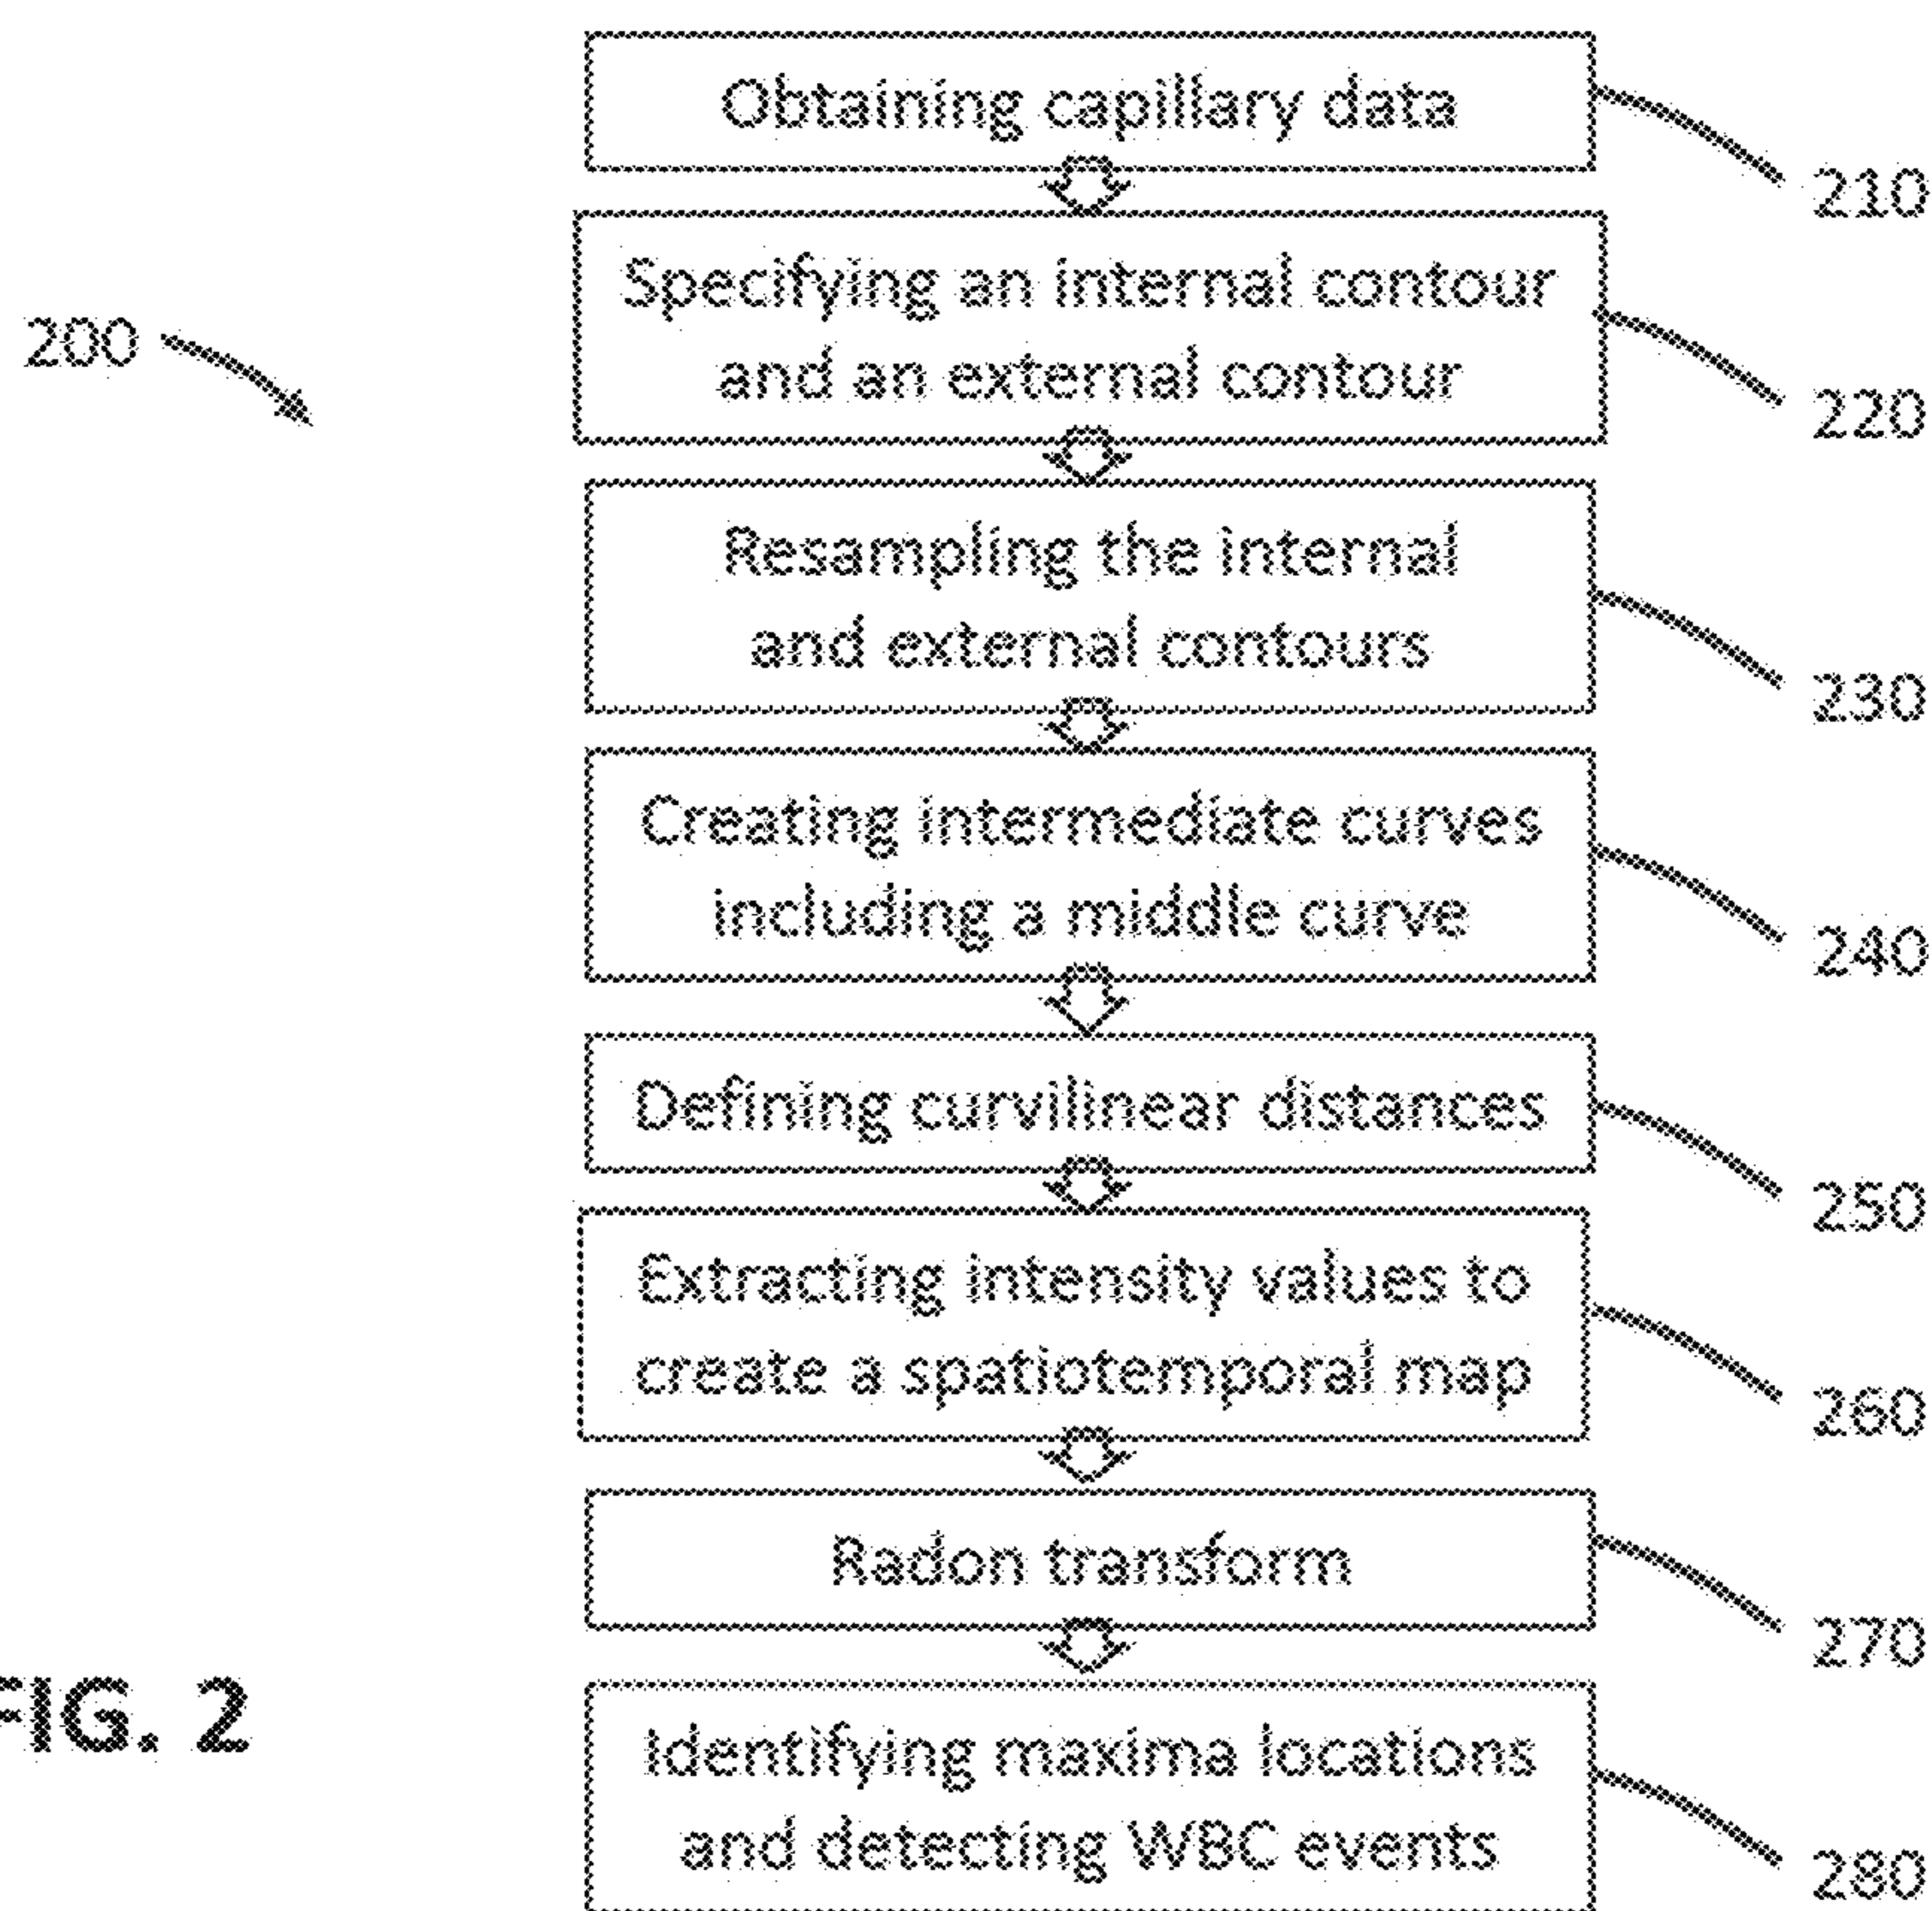 Obtaining capillary data
210
Specifying an internal contour
and an external contour
200
220
Resampling the internal
and external contours
230
Creating intermediate curves
including a middle curve
240
Defining curvilinear distances
250
Extracting intensity values to
create a spatiotemporal map
260
Radon transform
270
FIG. 2
Identifying maxima locations
and detecting WBC events
280